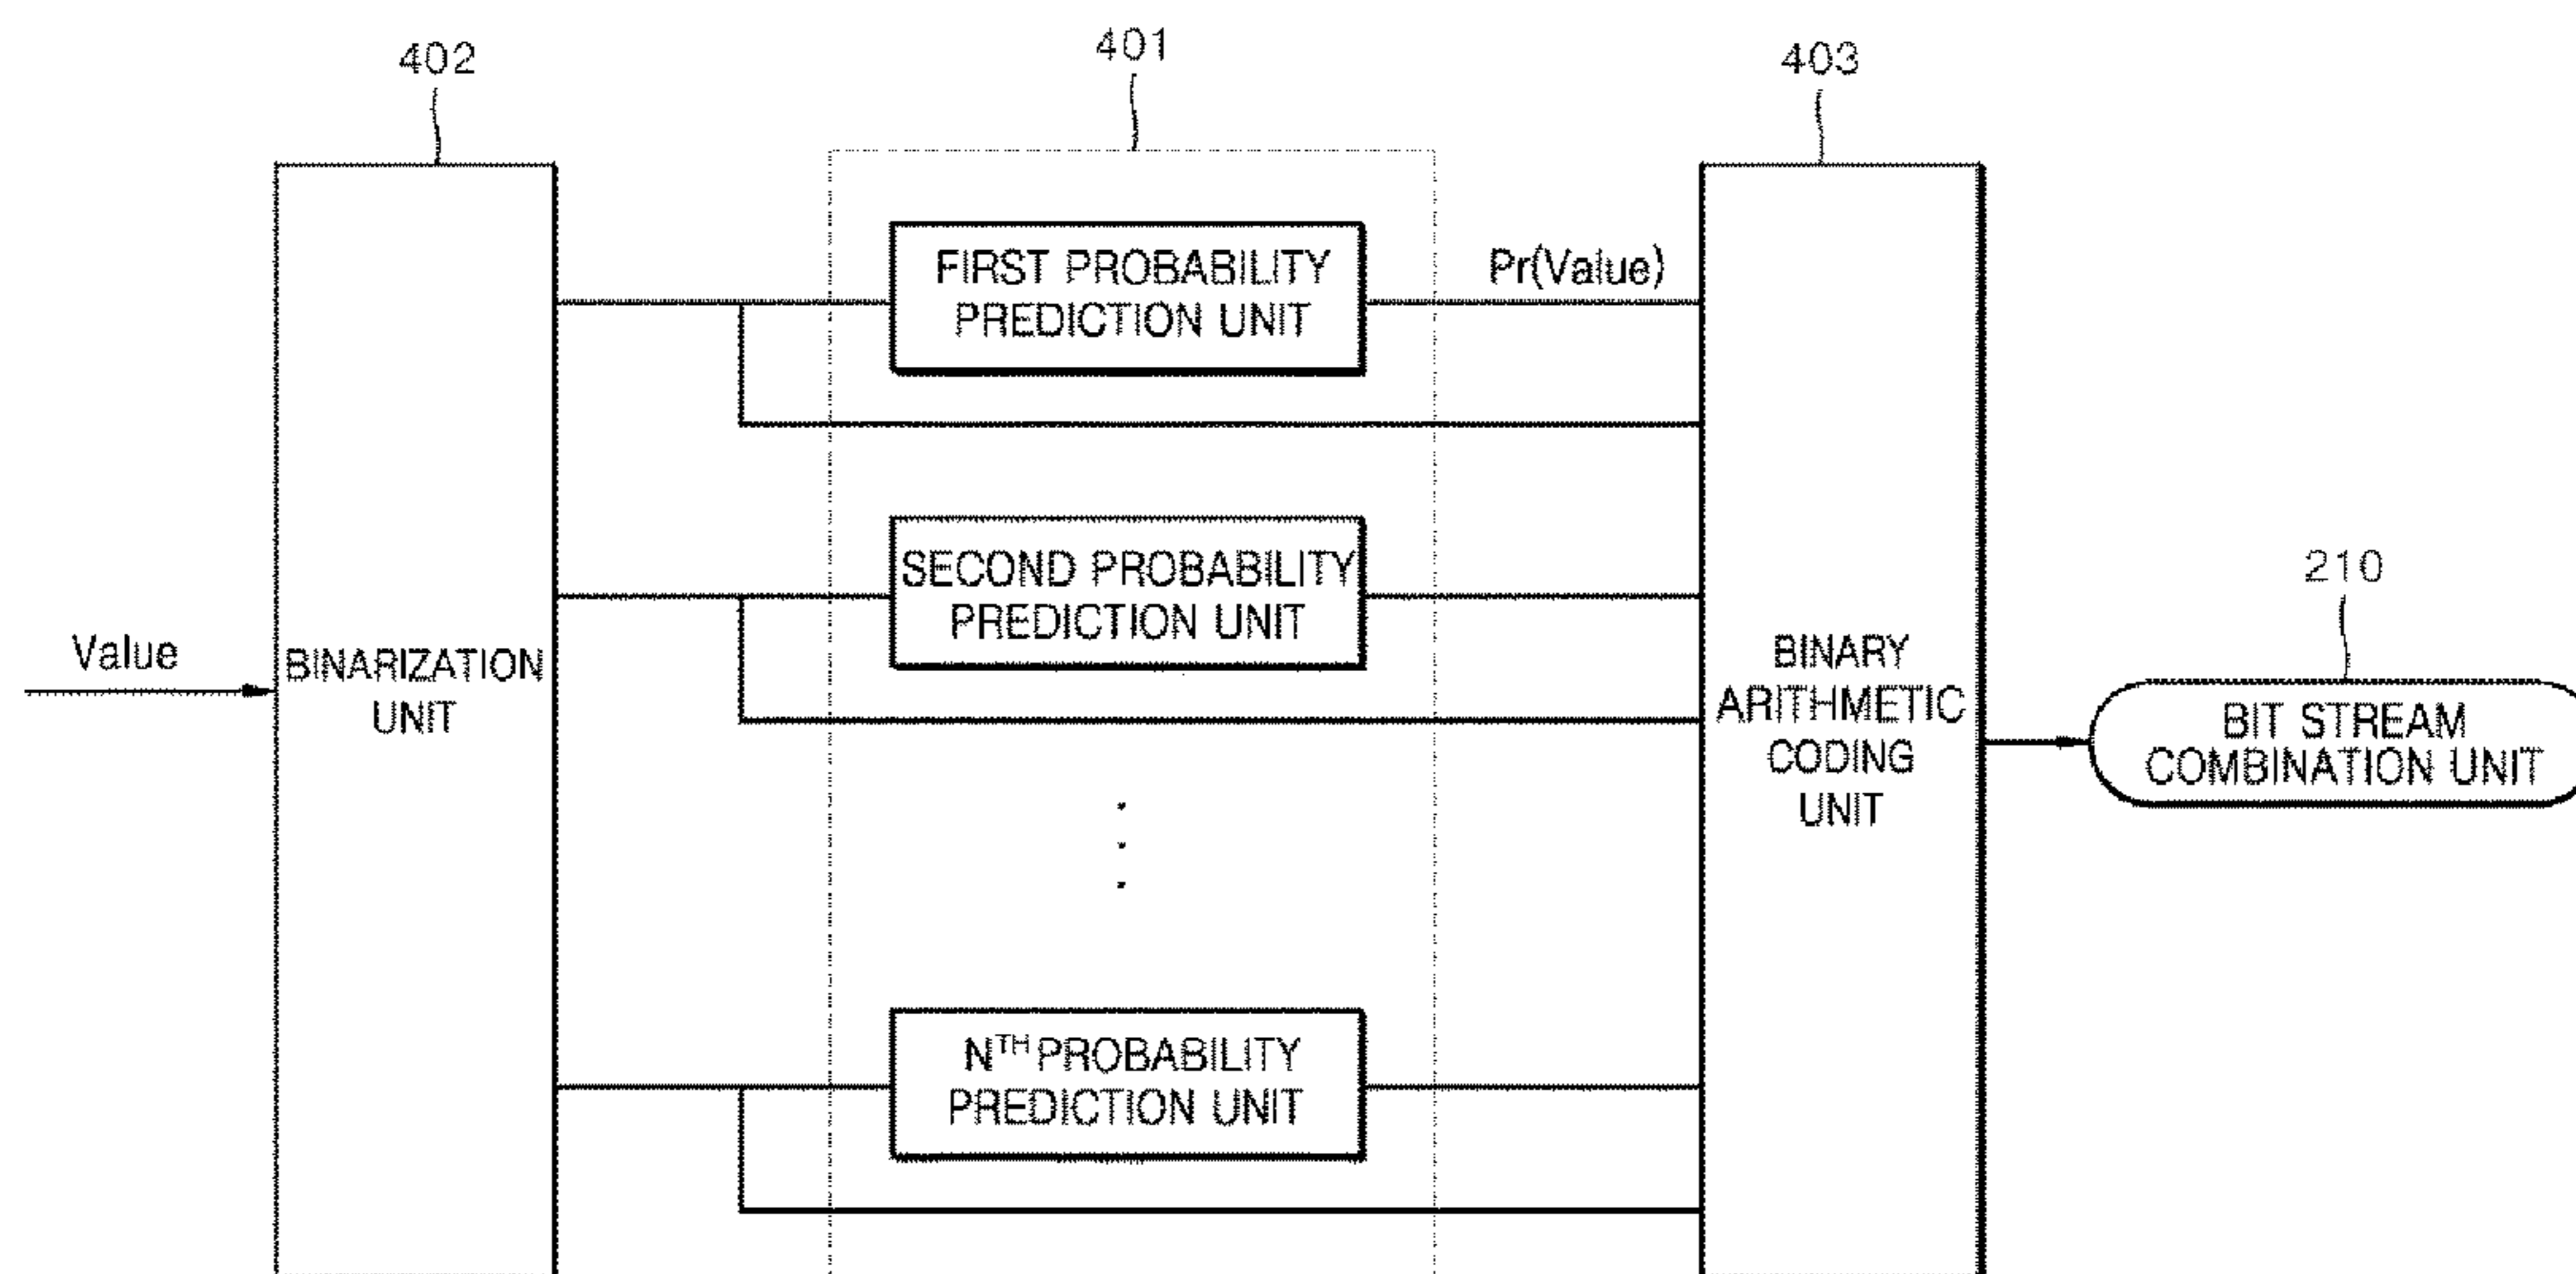 402
401
403
FIRST PROBABILITY
PREDICTION UNIT
Pr(Value)
SECOND PROBABILITY
PREDICTION UNIT
210
Value
BINARIZATION
UNIT
BINARY
ARITHMETIC
CODING
UNIT
BIT STREAM
COMBINATION UNIT
NTH PROBABILITY
PREDICTION UNIT